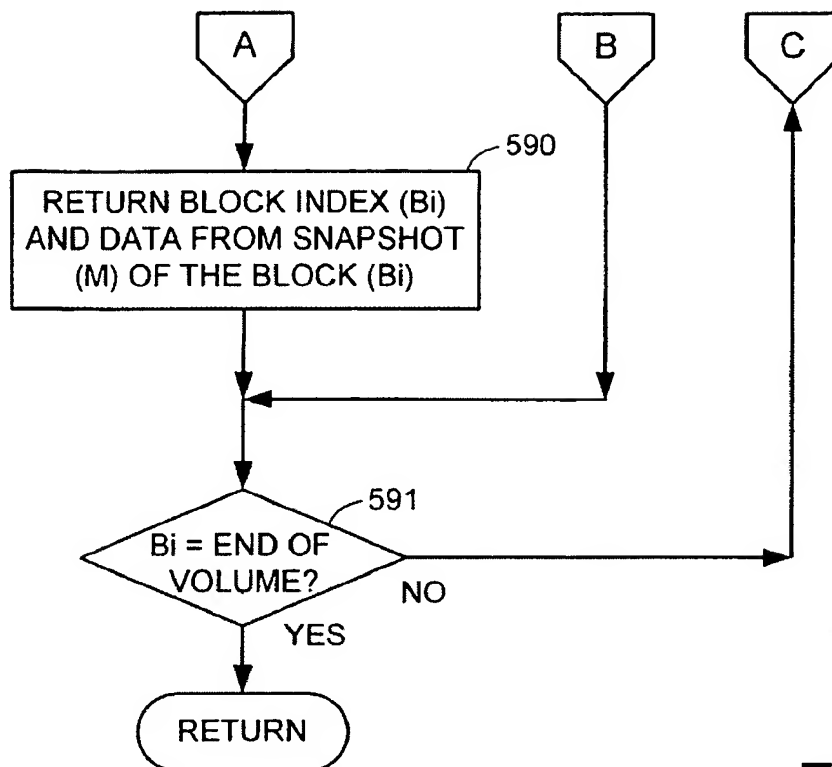 A
B
C
590
RETURN BLOCK INDEX (Bi)
AND DATA FROM SNAPSHOT
(M) OF THE BLOCK (Bi)
591
Bi = END OF
VOLUME?
NO
YES
RETURN